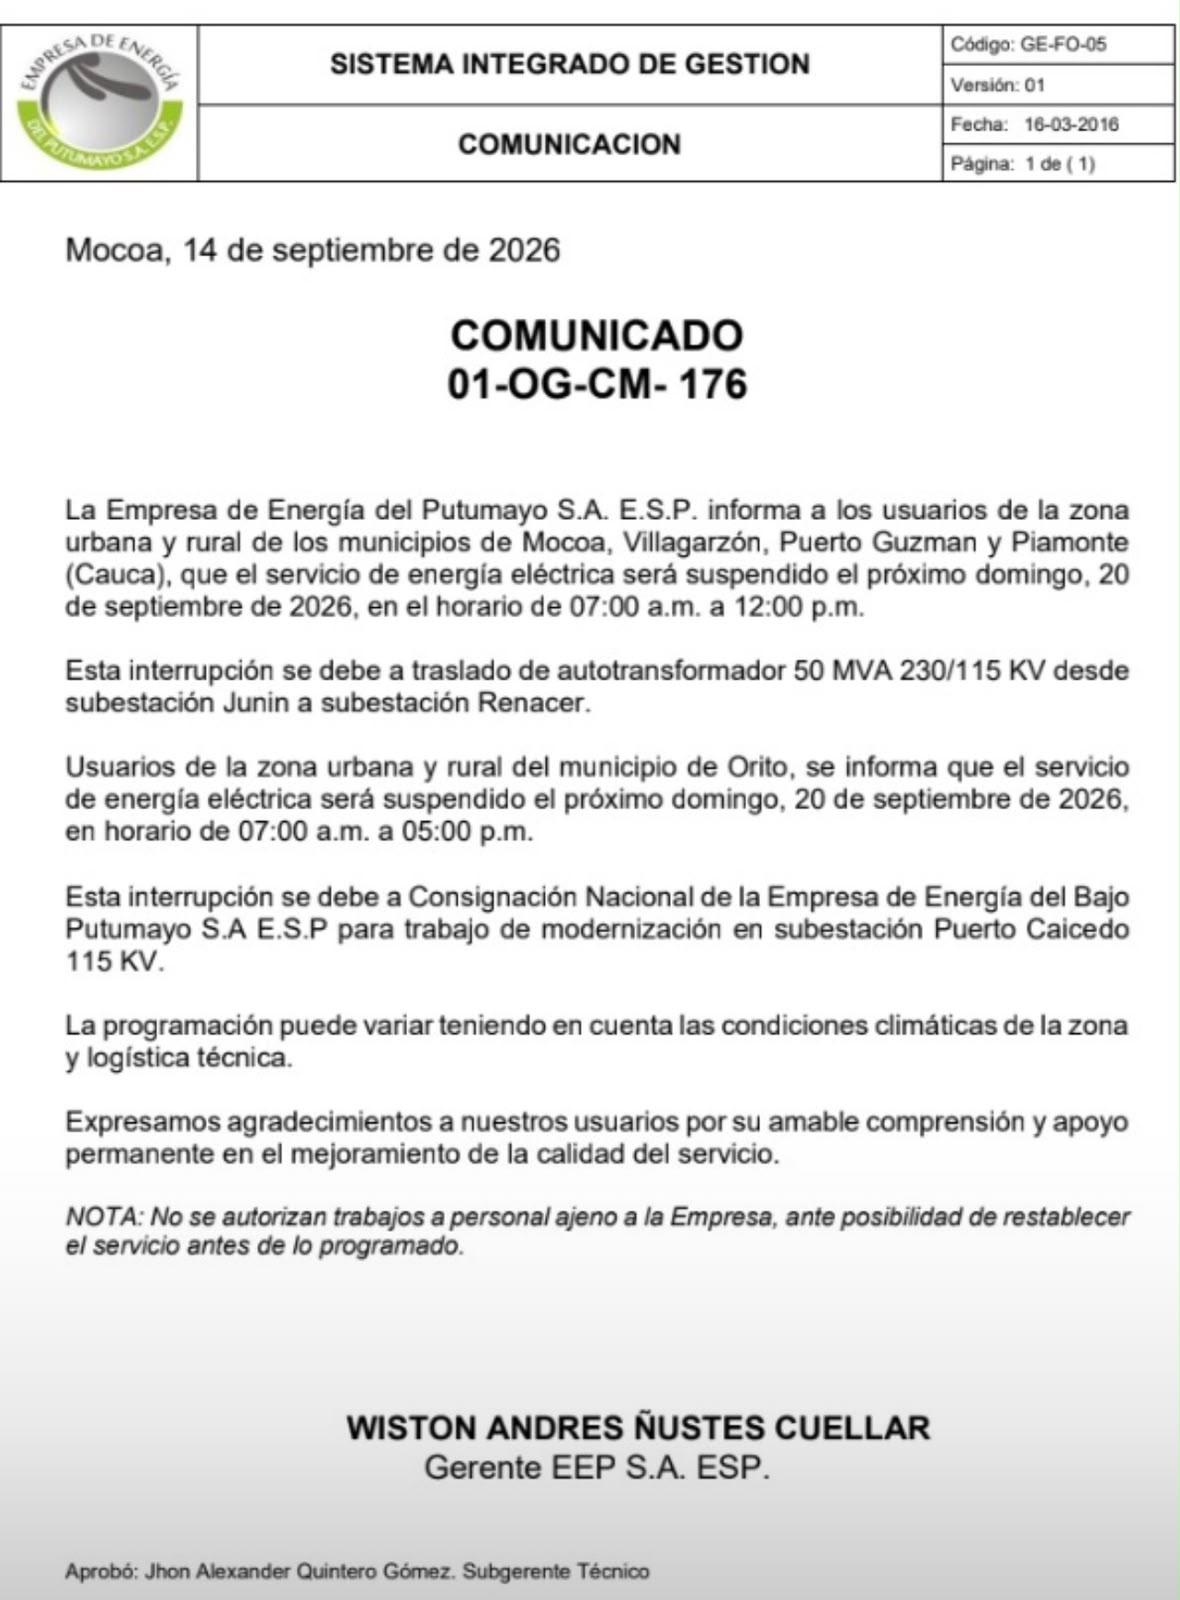 EMPRESA DE ENERGÍA
DEL PUTUMAYO S.A. E.S.P.
SISTEMA INTEGRADO DE GESTION
COMUNICACION
Código: GE-FO-05
Versión: 01
Fecha: 16-03-2016
Página: 1 de ( 1)
Mocoa, 14 de septiembre de 2026
COMUNICADO
01-OG-CM- 176
La Empresa de Energía del Putumayo S.A. E.S.P. informa a los usuarios de la zona
urbana y rural de los municipios de Mocoa, Villagarzón, Puerto Guzman y Piamonte
(Cauca), que el servicio de energía eléctrica será suspendido el próximo domingo, 20
de septiembre de 2026, en el horario de 07:00 a.m. a 12:00 p.m.
Esta interrupción se debe a traslado de autotransformador 50 MVA 230/115 KV desde
subestación Junin a subestación Renacer.
Usuarios de la zona urbana y rural del municipio de Orito, se informa que el servicio
de energía eléctrica será suspendido el próximo domingo, 20 de septiembre de 2026,
en horario de 07:00 a.m. a 05:00 p.m.
Esta interrupción se debe a Consignación Nacional de la Empresa de Energía del Bajo
Putumayo S.A E.S.P para trabajo de modernización en subestación Puerto Caicedo
115 KV.
La programación puede variar teniendo en cuenta las condiciones climáticas de la zona
y logística técnica.
Expresamos agradecimientos a nuestros usuarios por su amable comprensión y apoyo
permanente en el mejoramiento de la calidad del servicio.
NOTA: No se autorizan trabajos a personal ajeno a la Empresa, ante posibilidad de restablecer
el servicio antes de lo programado.
WISTON ANDRES ÑUSTES CUELLAR
Gerente EEP S.A. ESP.
Aprobó: Jhon Alexander Quintero Gómez. Subgerente Técnico